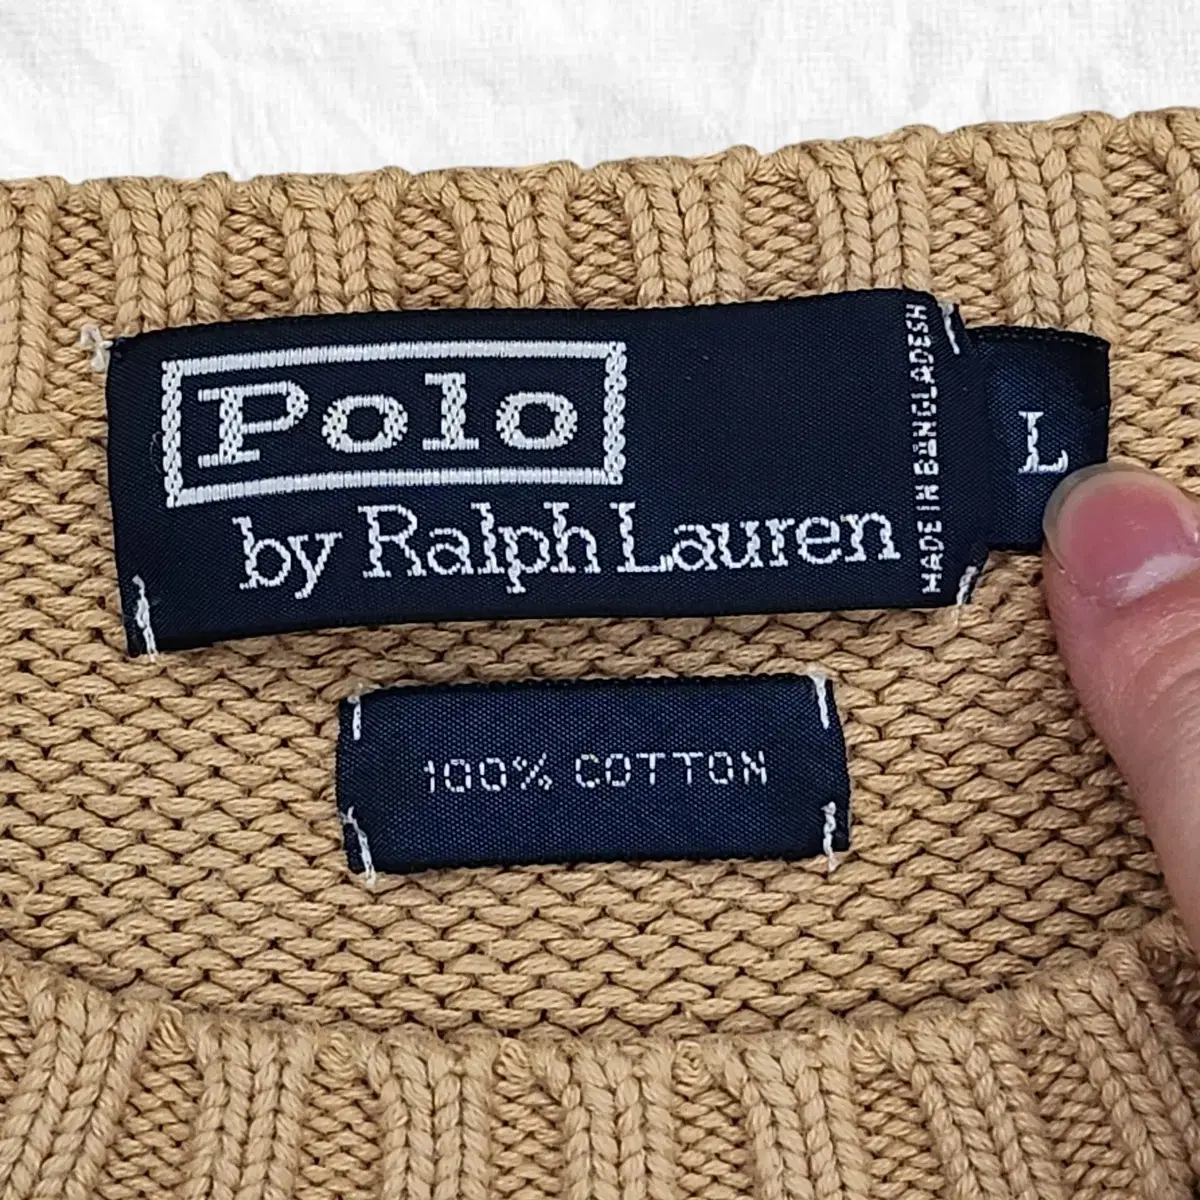 Polo
by Ralph Lauren
MADE IN BANGLADESH
L
100% COTTON